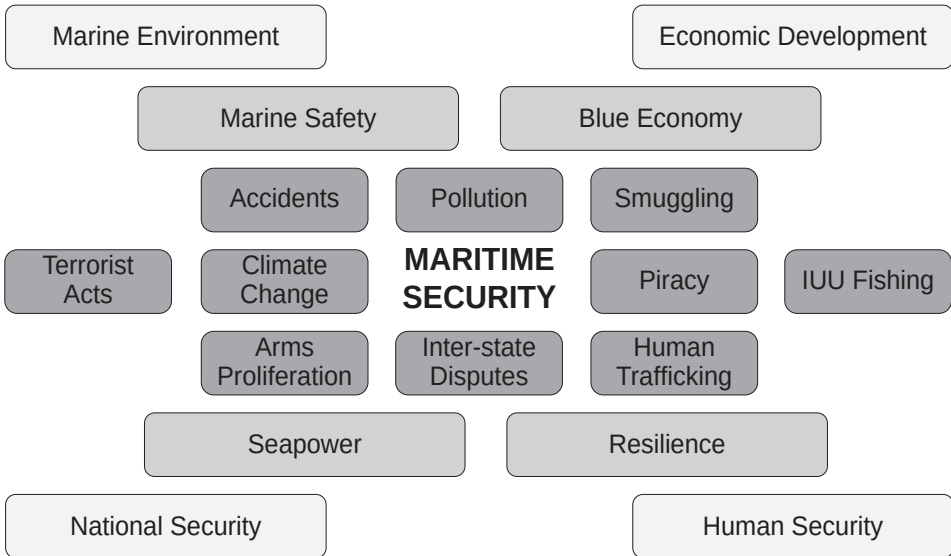 Marine Environment
Economic Development
Marine Safety
Blue Economy
Accidents
Pollution
Smuggling
Terrorist
Acts
Climate
Change
MARITIME
SECURITY
Piracy
IUU Fishing
Arms
Proliferation
Inter-state
Disputes
Human
Trafficking
Seapower
Resilience
National Security
Human Security